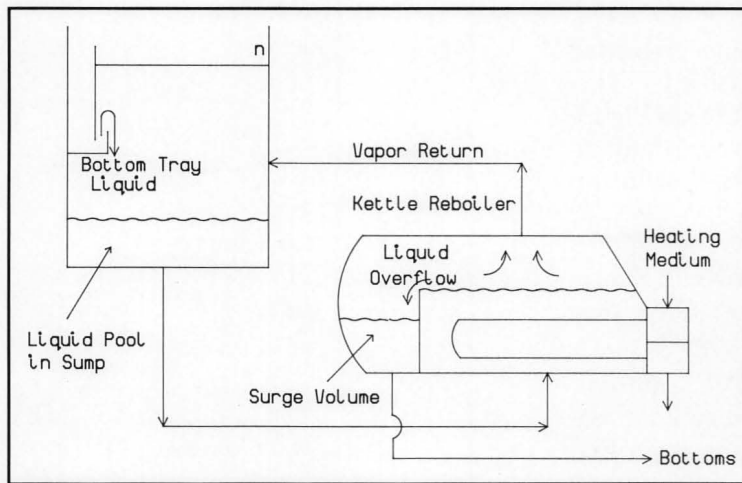 n
Bottom Tray
Liquid
Vapor Return
Kettle Reboiler
Liquid
Overflow
Heating
Medium
Liquid Pool
in Sump
Surge Volume
Bottoms